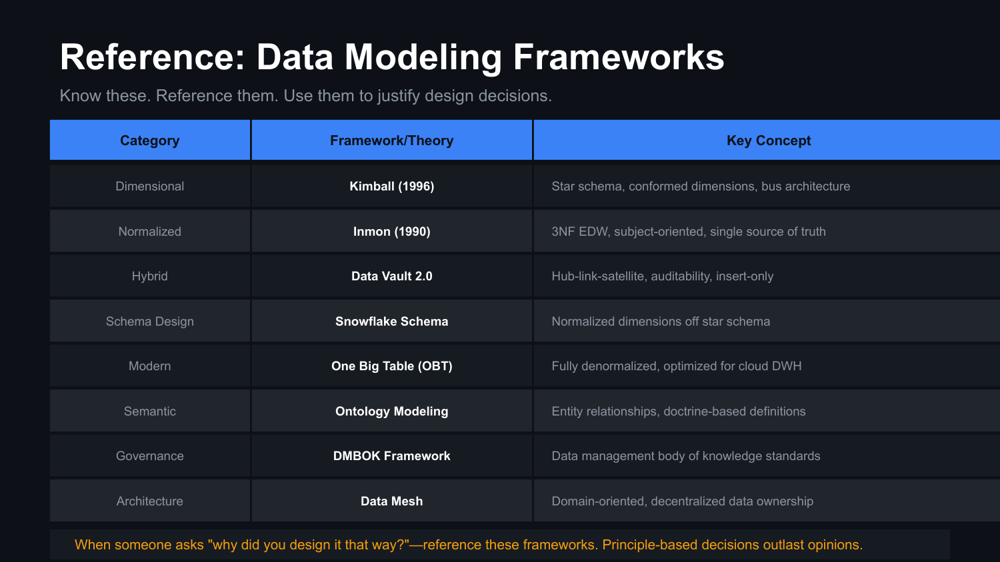 Reference: Data Modeling Frameworks
Know these. Reference them. Use them to justify design decisions.
Category Framework/Theory Key Concept
Dimensional Kimball (1996) Star schema, conformed dimensions, bus architecture
Normalized Inmon (1990) 3NF EDW, subject-oriented, single source of truth
Hybrid Data Vault 2.0 Hub-link-satellite, auditability, insert-only
Schema Design Snowflake Schema Normalized dimensions off star schema
Modern One Big Table (OBT) Fully denormalized, optimized for cloud DWH
Semantic Ontology Modeling Entity relationships, doctrine-based definitions
Governance DMBOK Framework Data management body of knowledge standards
Architecture Data Mesh Domain-oriented, decentralized data ownership
When someone asks "why did you design it that way?"—reference these frameworks. Principle-based decisions outlast opinions.